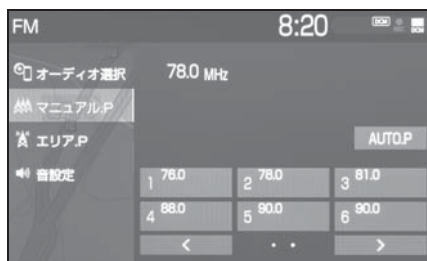 FM
8:20
DCM
オーディオ選択
78.0 MHz
マニュアル.P
エリア.P
AUTO.P
音設定
1 76.0
2 78.0
3 81.0
4 88.0
5 90.0
6 90.0
<
>